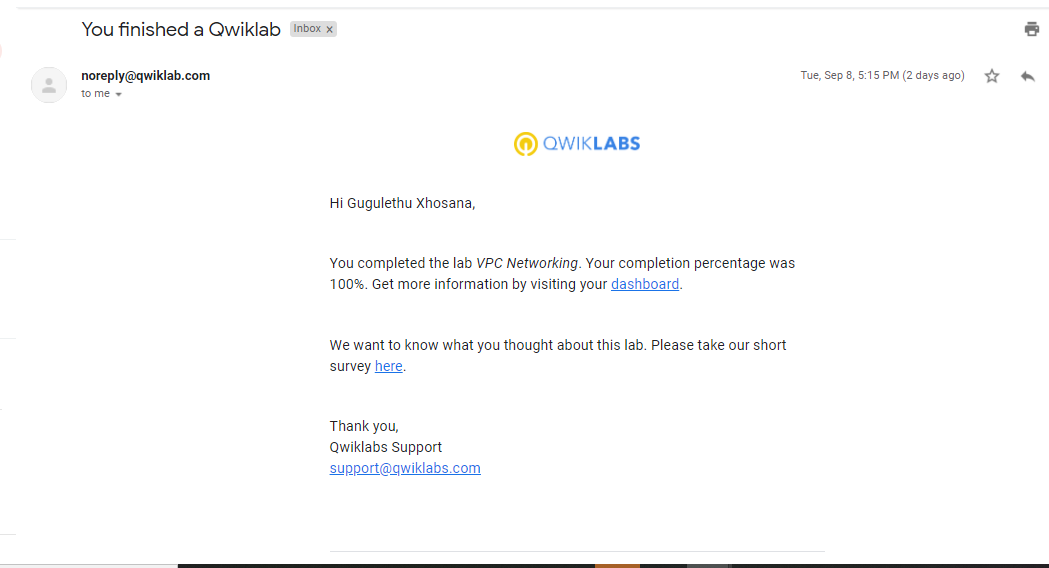 You finished a Qwiklab Inbox x
noreply@qwiklab.com Tue, Sep 8, 5:15 PM (2 days ago)
to me
QWIKLABS
Hi Gugulethu Xhosana,
You completed the lab VPC Networking. Your completion percentage was
100%. Get more information by visiting your dashboard.
We want to know what you thought about this lab. Please take our short
survey here.
Thank you,
Qwiklabs Support
support@qwiklabs.com